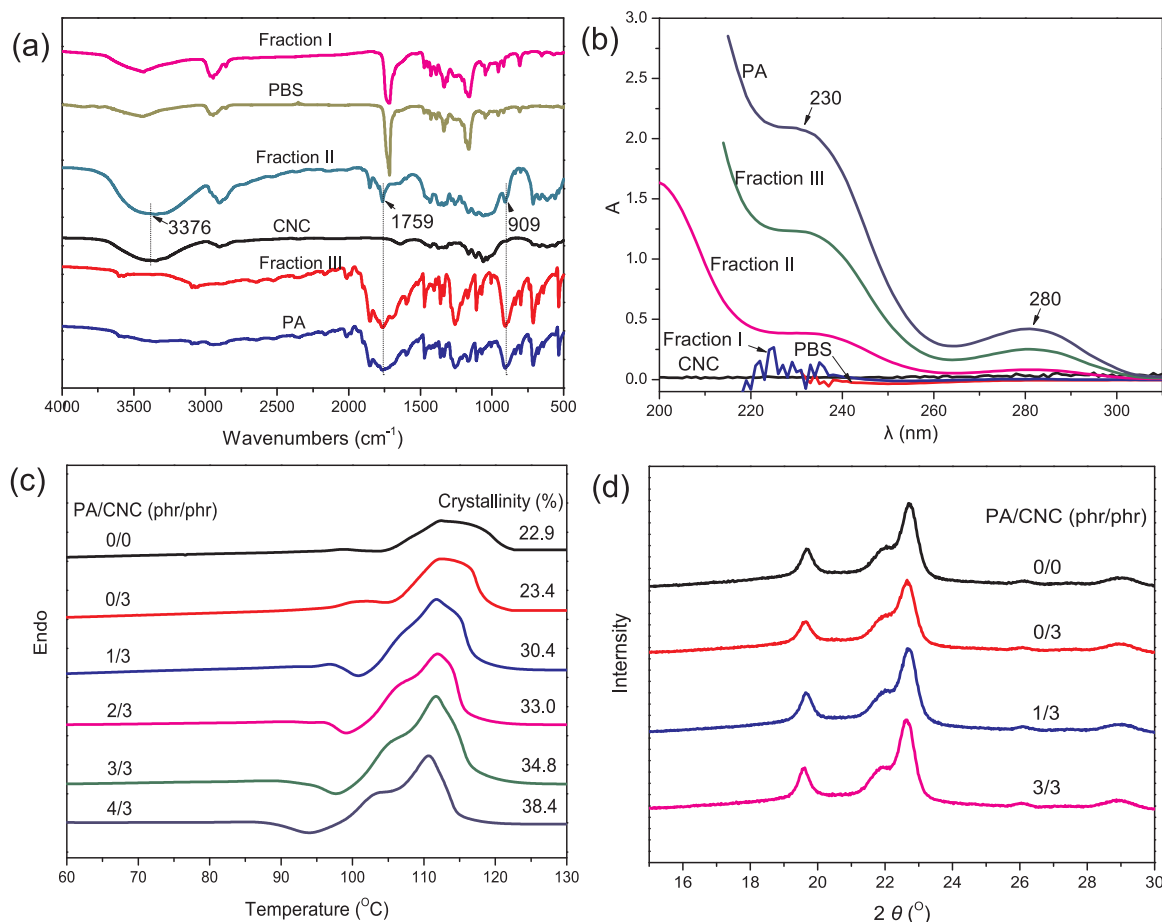 (a)
Fraction I
PBS
Fraction II
3376
1759
909
CNC
Fraction III
PA
4000 3500 3000 2500 2000 1500 1000 500
Wavenumbers (cm⁻¹)
(b)
3.0
2.5
2.0
1.5
1.0
0.5
0.0
A
PA
230
Fraction III
Fraction II
280
Fraction I
PBS
CNC
200 220 240 260 280 300
λ (nm)
(c)
PA/CNC (phr/phr) Crystallinity (%)
0/0 22.9
0/3 23.4
1/3 30.4
2/3 33.0
3/3 34.8
4/3 38.4
Endo
60 70 80 90 100 110 120 130
Temperature (ᴼC)
(d)
PA/CNC (phr/phr)
0/0
0/3
1/3
3/3
Internsity
16 18 20 22 24 26 28 30
2 θ (ᴼ)